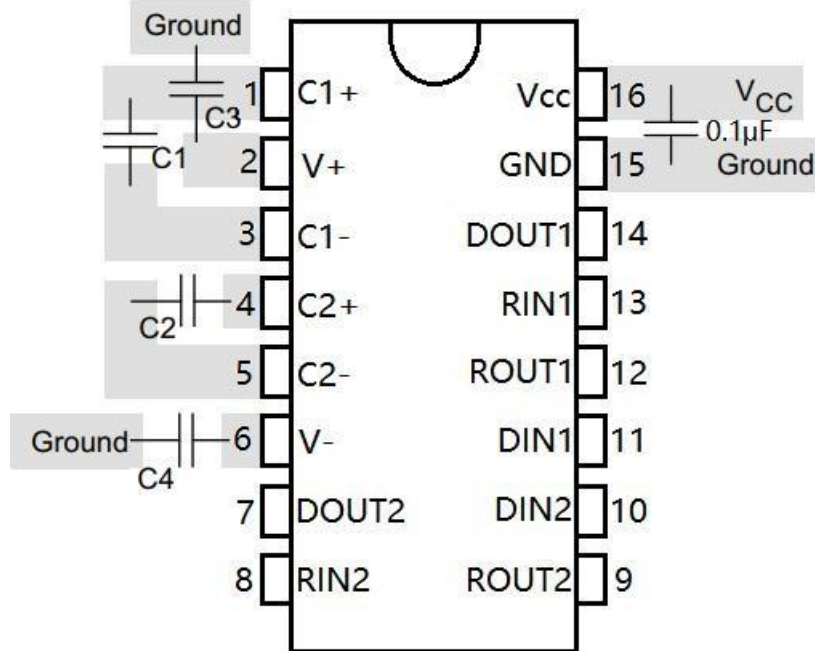 Ground
1 C1+ Vcc 16 VCC
C3
0.1μF
C1
2 V+ GND 15 Ground
3 C1- DOUT1 14
4 C2+ RIN1 13
C2
5 C2- ROUT1 12
Ground 6 V- DIN1 11
C4
7 DOUT2 DIN2 10
8 RIN2 ROUT2 9